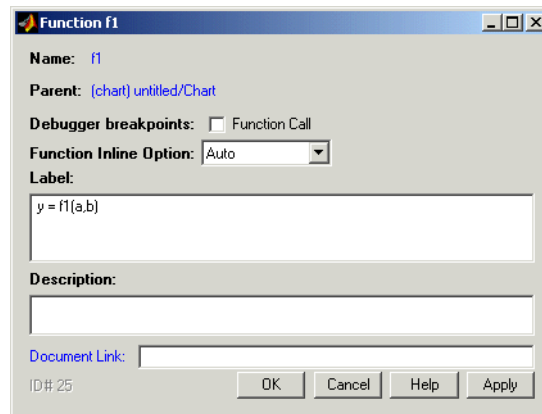 Function f1
Name: f1
Parent: (chart) untitled/Chart
Debugger breakpoints: Function Call
Function Inline Option: Auto
Label:
y = f1(a,b)
Description:
Document Link:
ID# 25 OK Cancel Help Apply